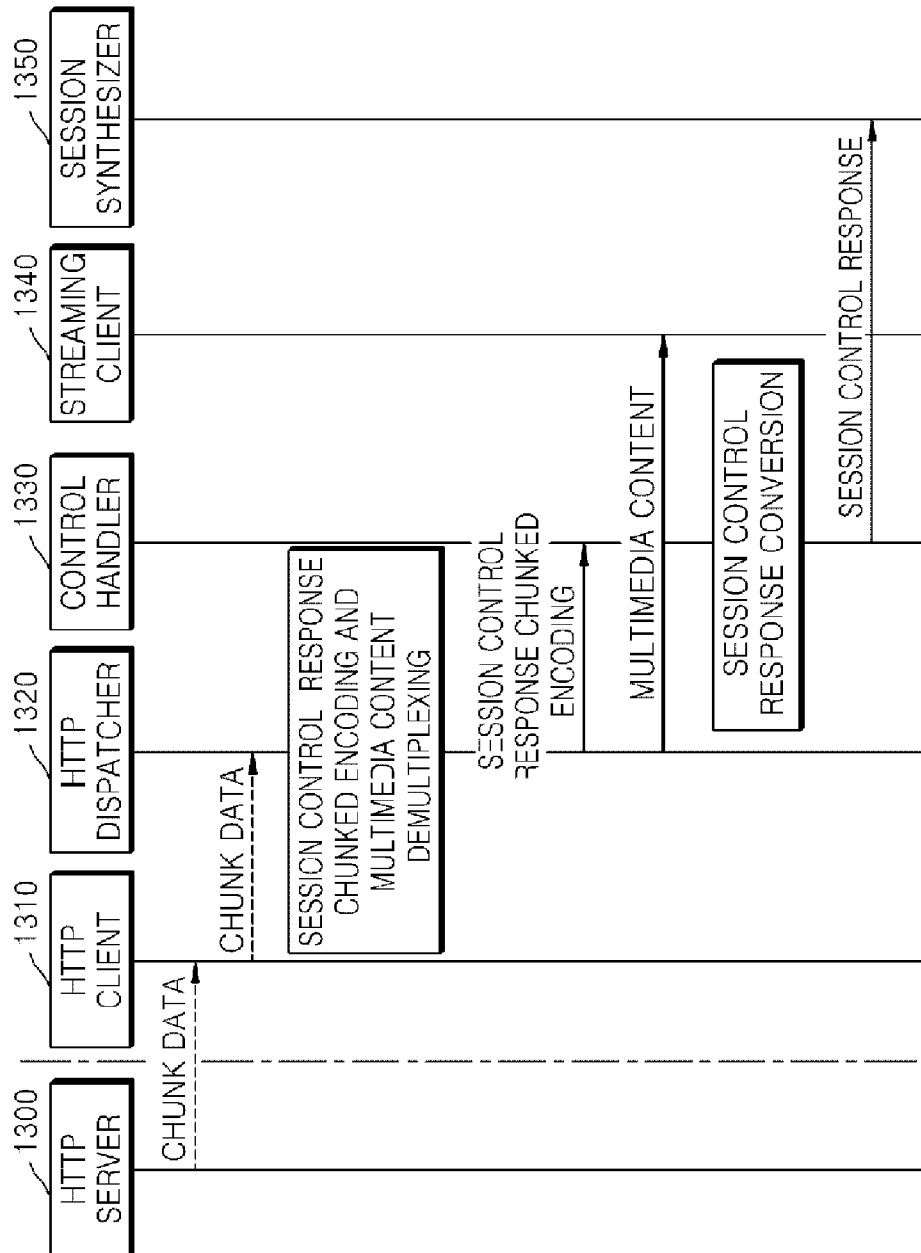 1300
HTTP
SERVER
1310
HTTP
CLIENT
1320
HTTP
DISPATCHER
1330
CONTROL
HANDLER
1340
STREAMING
CLIENT
1350
SESSION
SYNTHESIZER
CHUNK DATA
CHUNK DATA
SESSION CONTROL RESPONSE
CHUNKED ENCODING AND
MULTIMEDIA CONTENT
DEMULTIPLEXING
SESSION CONTROL
RESPONSE CHUNKED
ENCODING
MULTIMEDIA CONTENT
SESSION CONTROL
RESPONSE CONVERSION
SESSION CONTROL RESPONSE